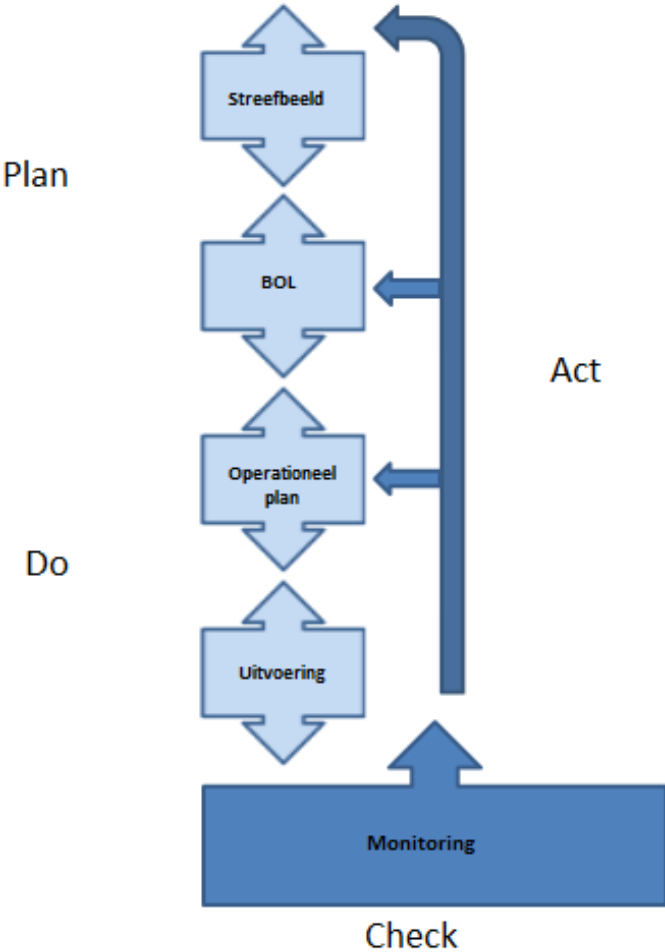 Streefbeeld
Plan
BOL
Act
Operationeel
plan
Do
Uitvoering
Monitoring
Check